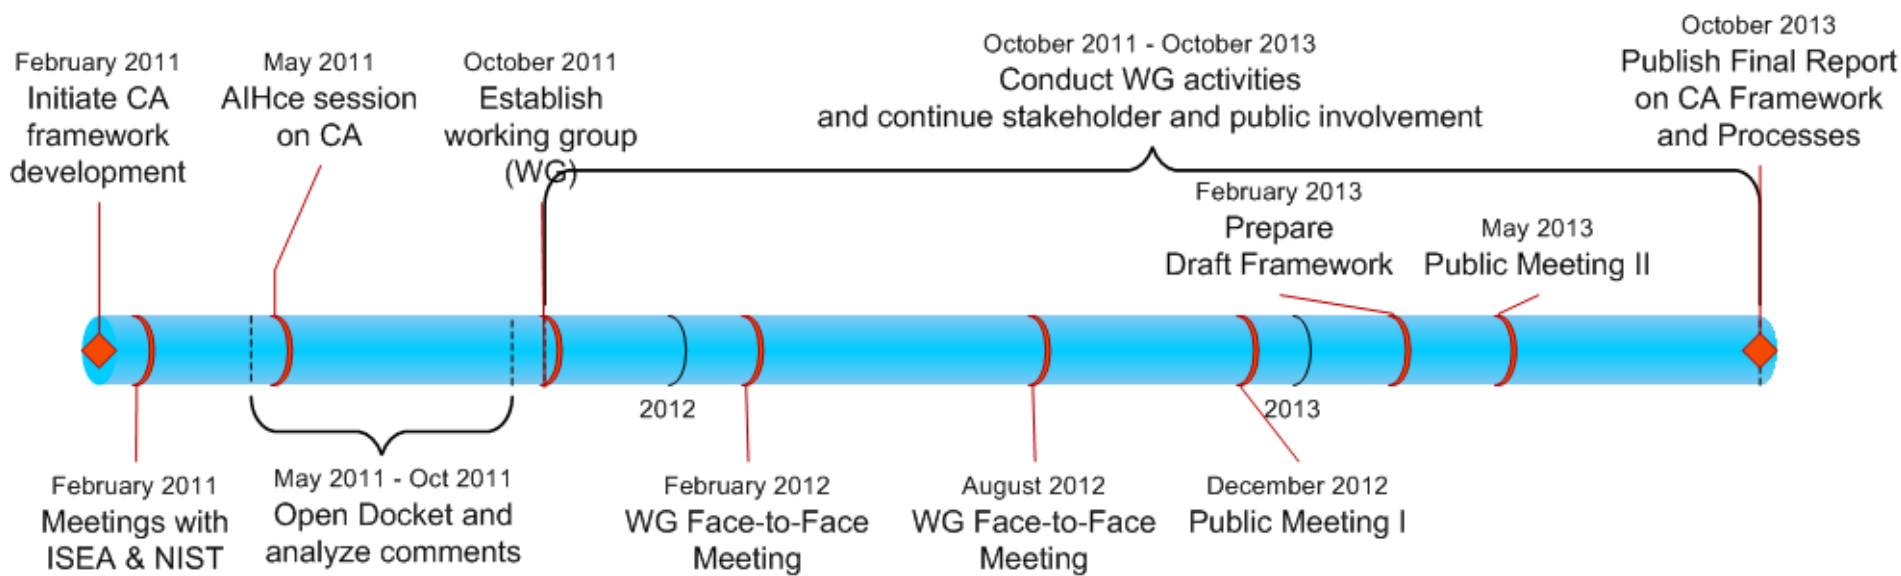 February 2011
Initiate CA
framework
development
May 2011
AIHce session
on CA
October 2011
Establish
working group
(WG)
October 2011 - October 2013
Conduct WG activities
and continue stakeholder and public involvement
October 2013
Publish Final Report
on CA Framework
and Processes
February 2013
Prepare
Draft Framework
May 2013
Public Meeting II
2012
2013
February 2011
Meetings with
ISEA & NIST
May 2011 - Oct 2011
Open Docket and
analyze comments
February 2012
WG Face-to-Face
Meeting
August 2012
WG Face-to-Face
Meeting
December 2012
Public Meeting I